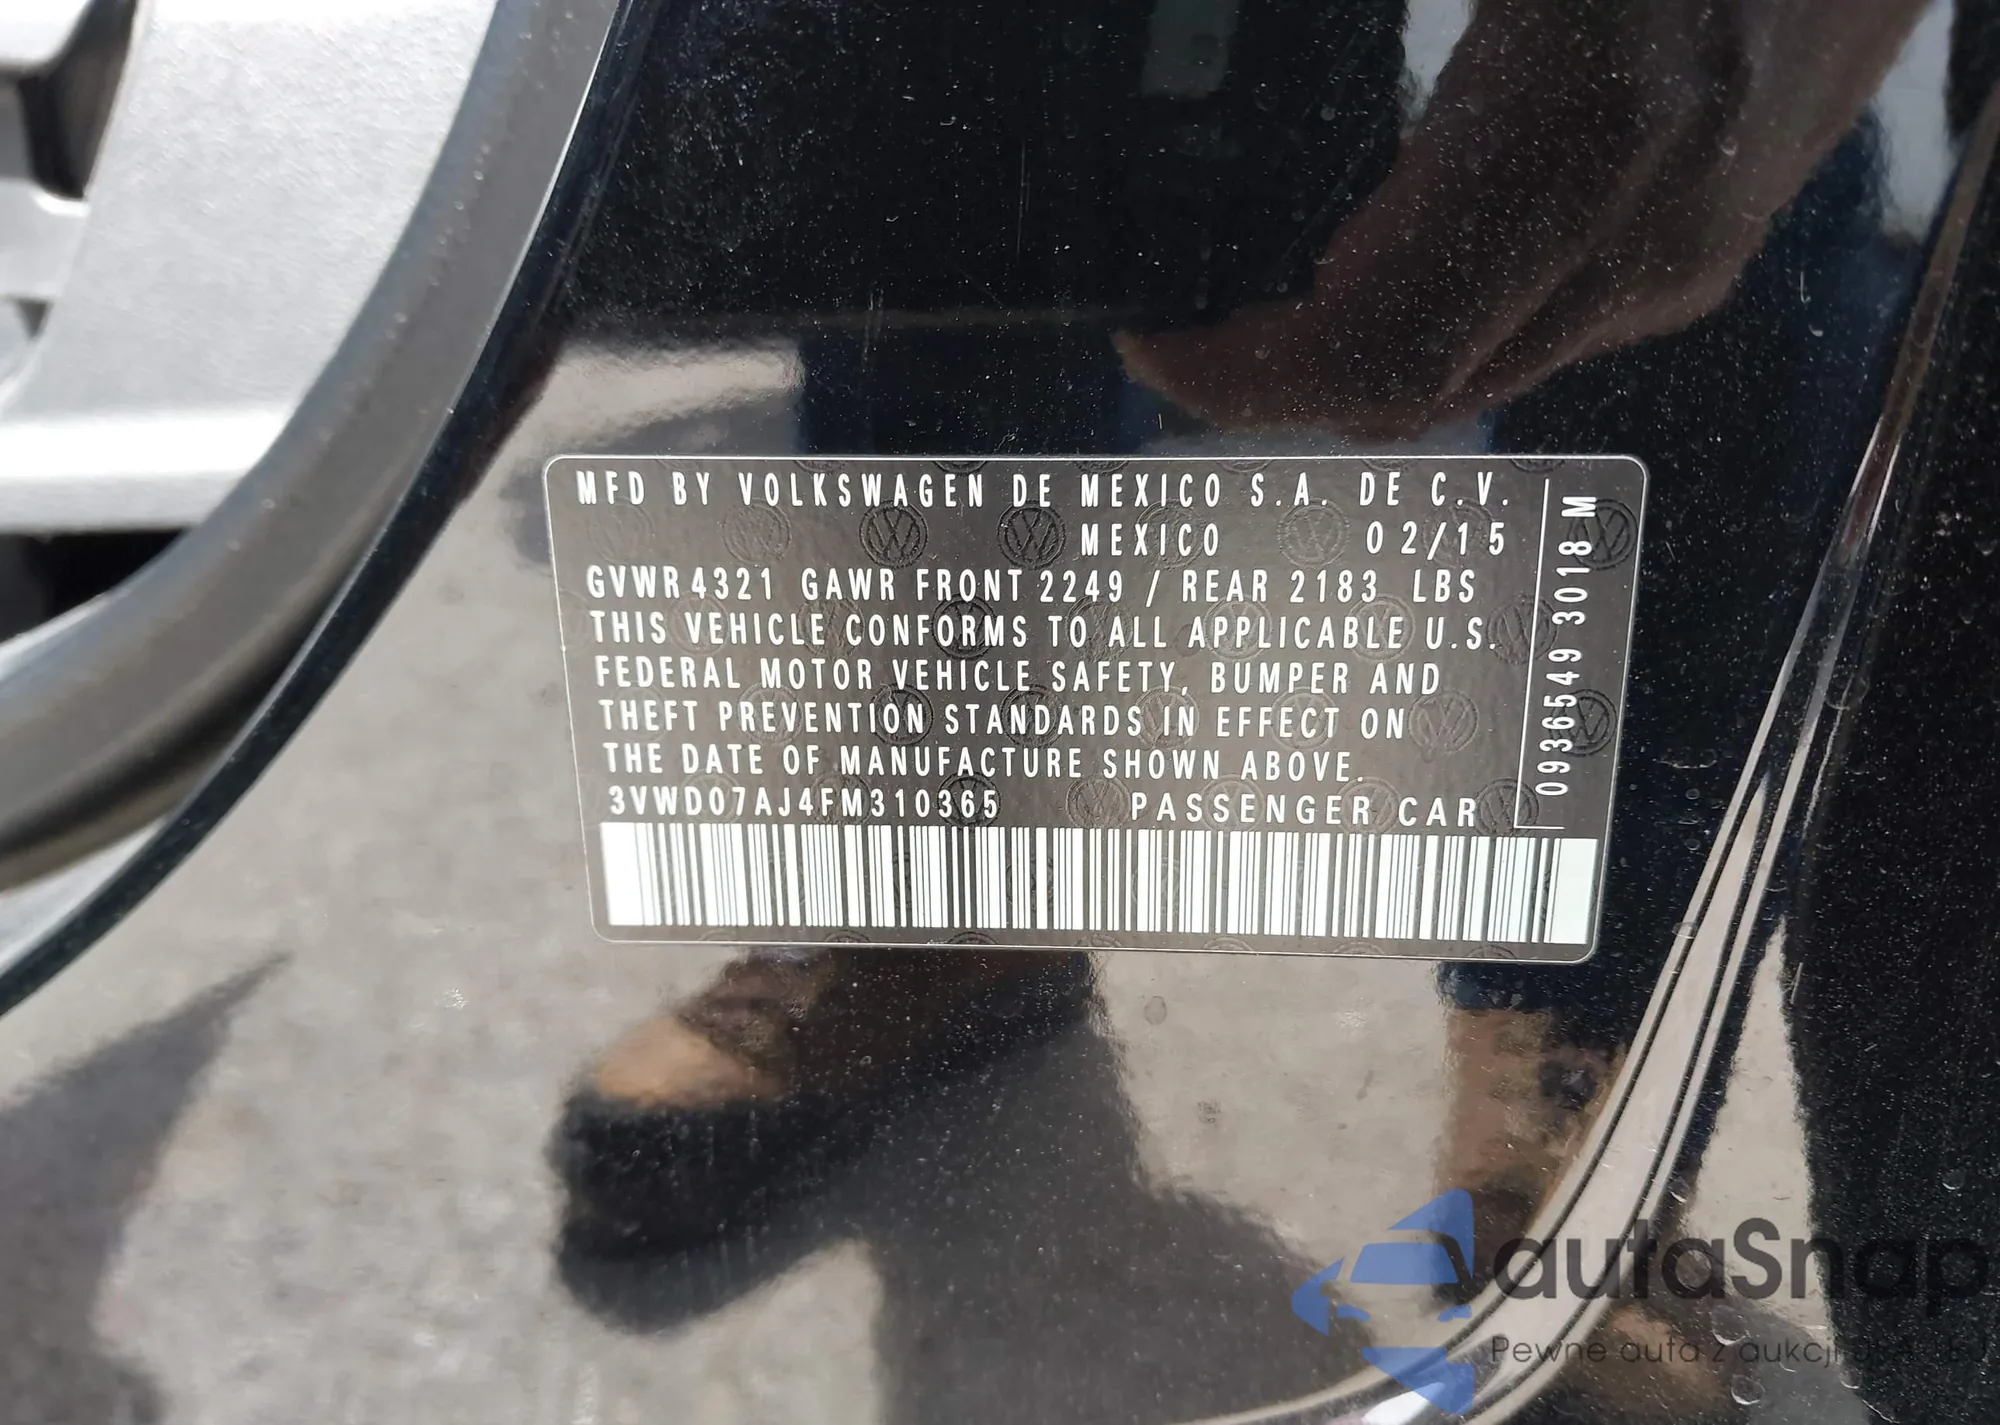 MFD BY VOLKSWAGEN DE MEXICO S.A. DE C.V.
MEXICO 02/15
GVWR 4321 GAWR FRONT 2249 / REAR 2183 LBS
THIS VEHICLE CONFORMS TO ALL APPLICABLE U.S.
FEDERAL MOTOR VEHICLE SAFETY, BUMPER AND
THEFT PREVENTION STANDARDS IN EFFECT ON
THE DATE OF MANUFACTURE SHOWN ABOVE.
3VWD07AJ4FM310365 PASSENGER CAR
0936549 3018 M
autaSnap
Pewne auta z aukcji